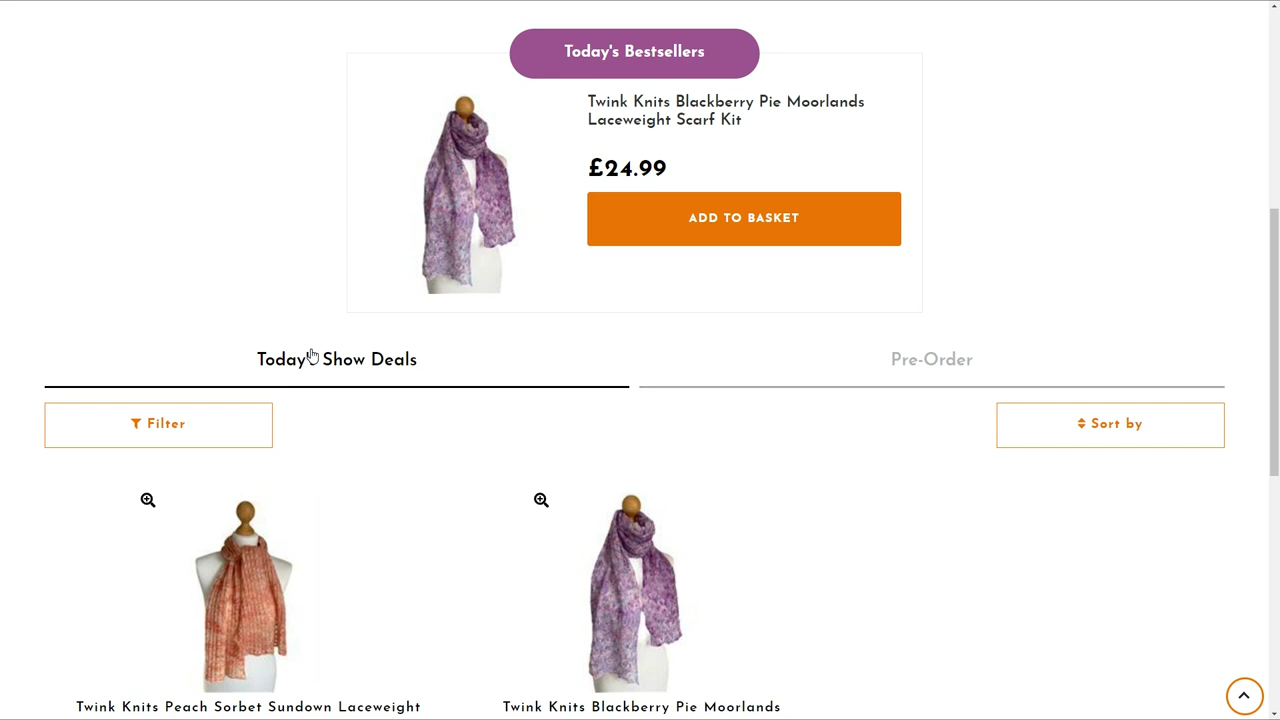 Today's Bestsellers
Twink Knits Blackberry Pie Moorlands
Laceweight Scarf Kit
£24.99
ADD TO BASKET
Today Show Deals
Pre-Order
Filter
Sort by
Twink Knits Peach Sorbet Sundown Laceweight
Twink Knits Blackberry Pie Moorlands